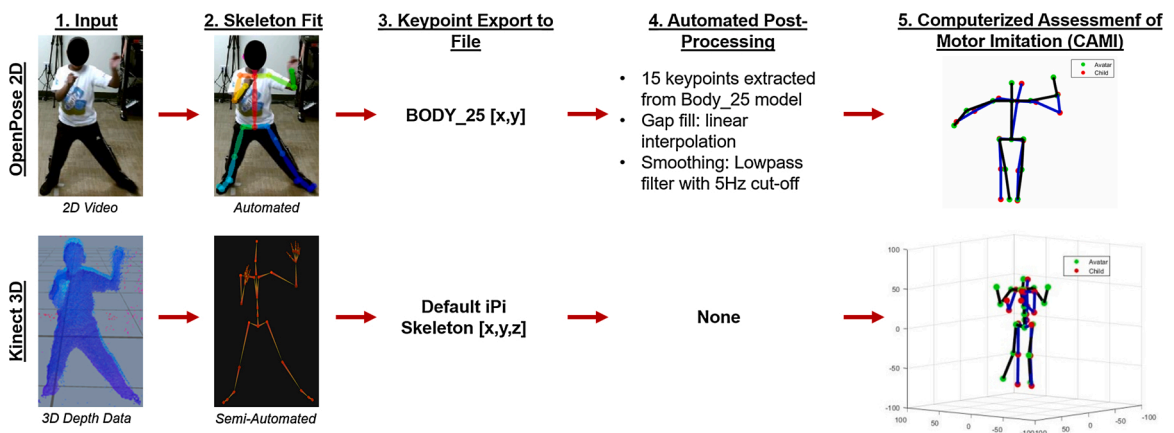 1. Input
2. Skeleton Fit
3. Keypoint Export to
File
4. Automated Post-
Processing
5. Computerized Assessmenf of
Motor Imitation (CAMI)
OpenPose 2D
2D Video
Automated
BODY_25 [x,y]
• 15 keypoints extracted
from Body_25 model
• Gap fill: linear
interpolation
• Smoothing: Lowpass
filter with 5Hz cut-off
Avatar
Child
Kinect 3D
3D Depth Data
Semi-Automated
Default iPi
Skeleton [x,y,z]
None
Avatar
Child
100
50
0
-50
-100
100
50
0
-50
-100
100
50
0
-50
-100